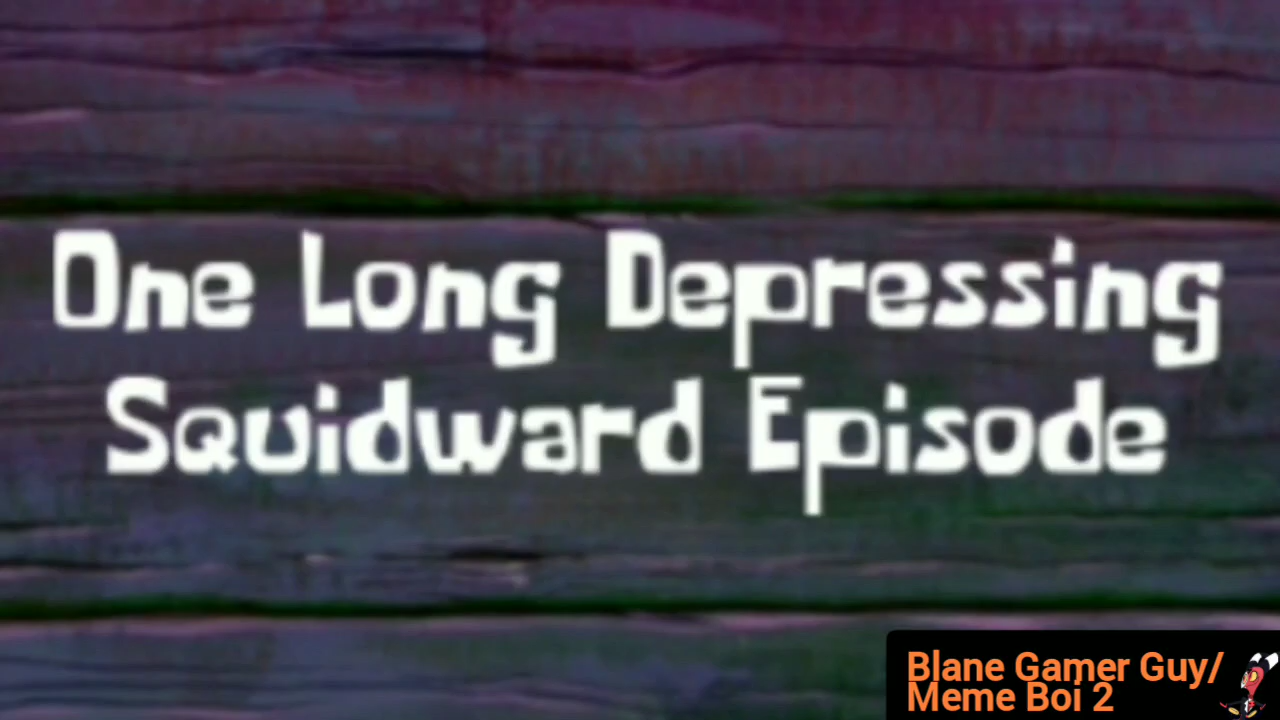 One Long Depressing
Squidward Episode
Blane Gamer Guy/
Meme Boi 2